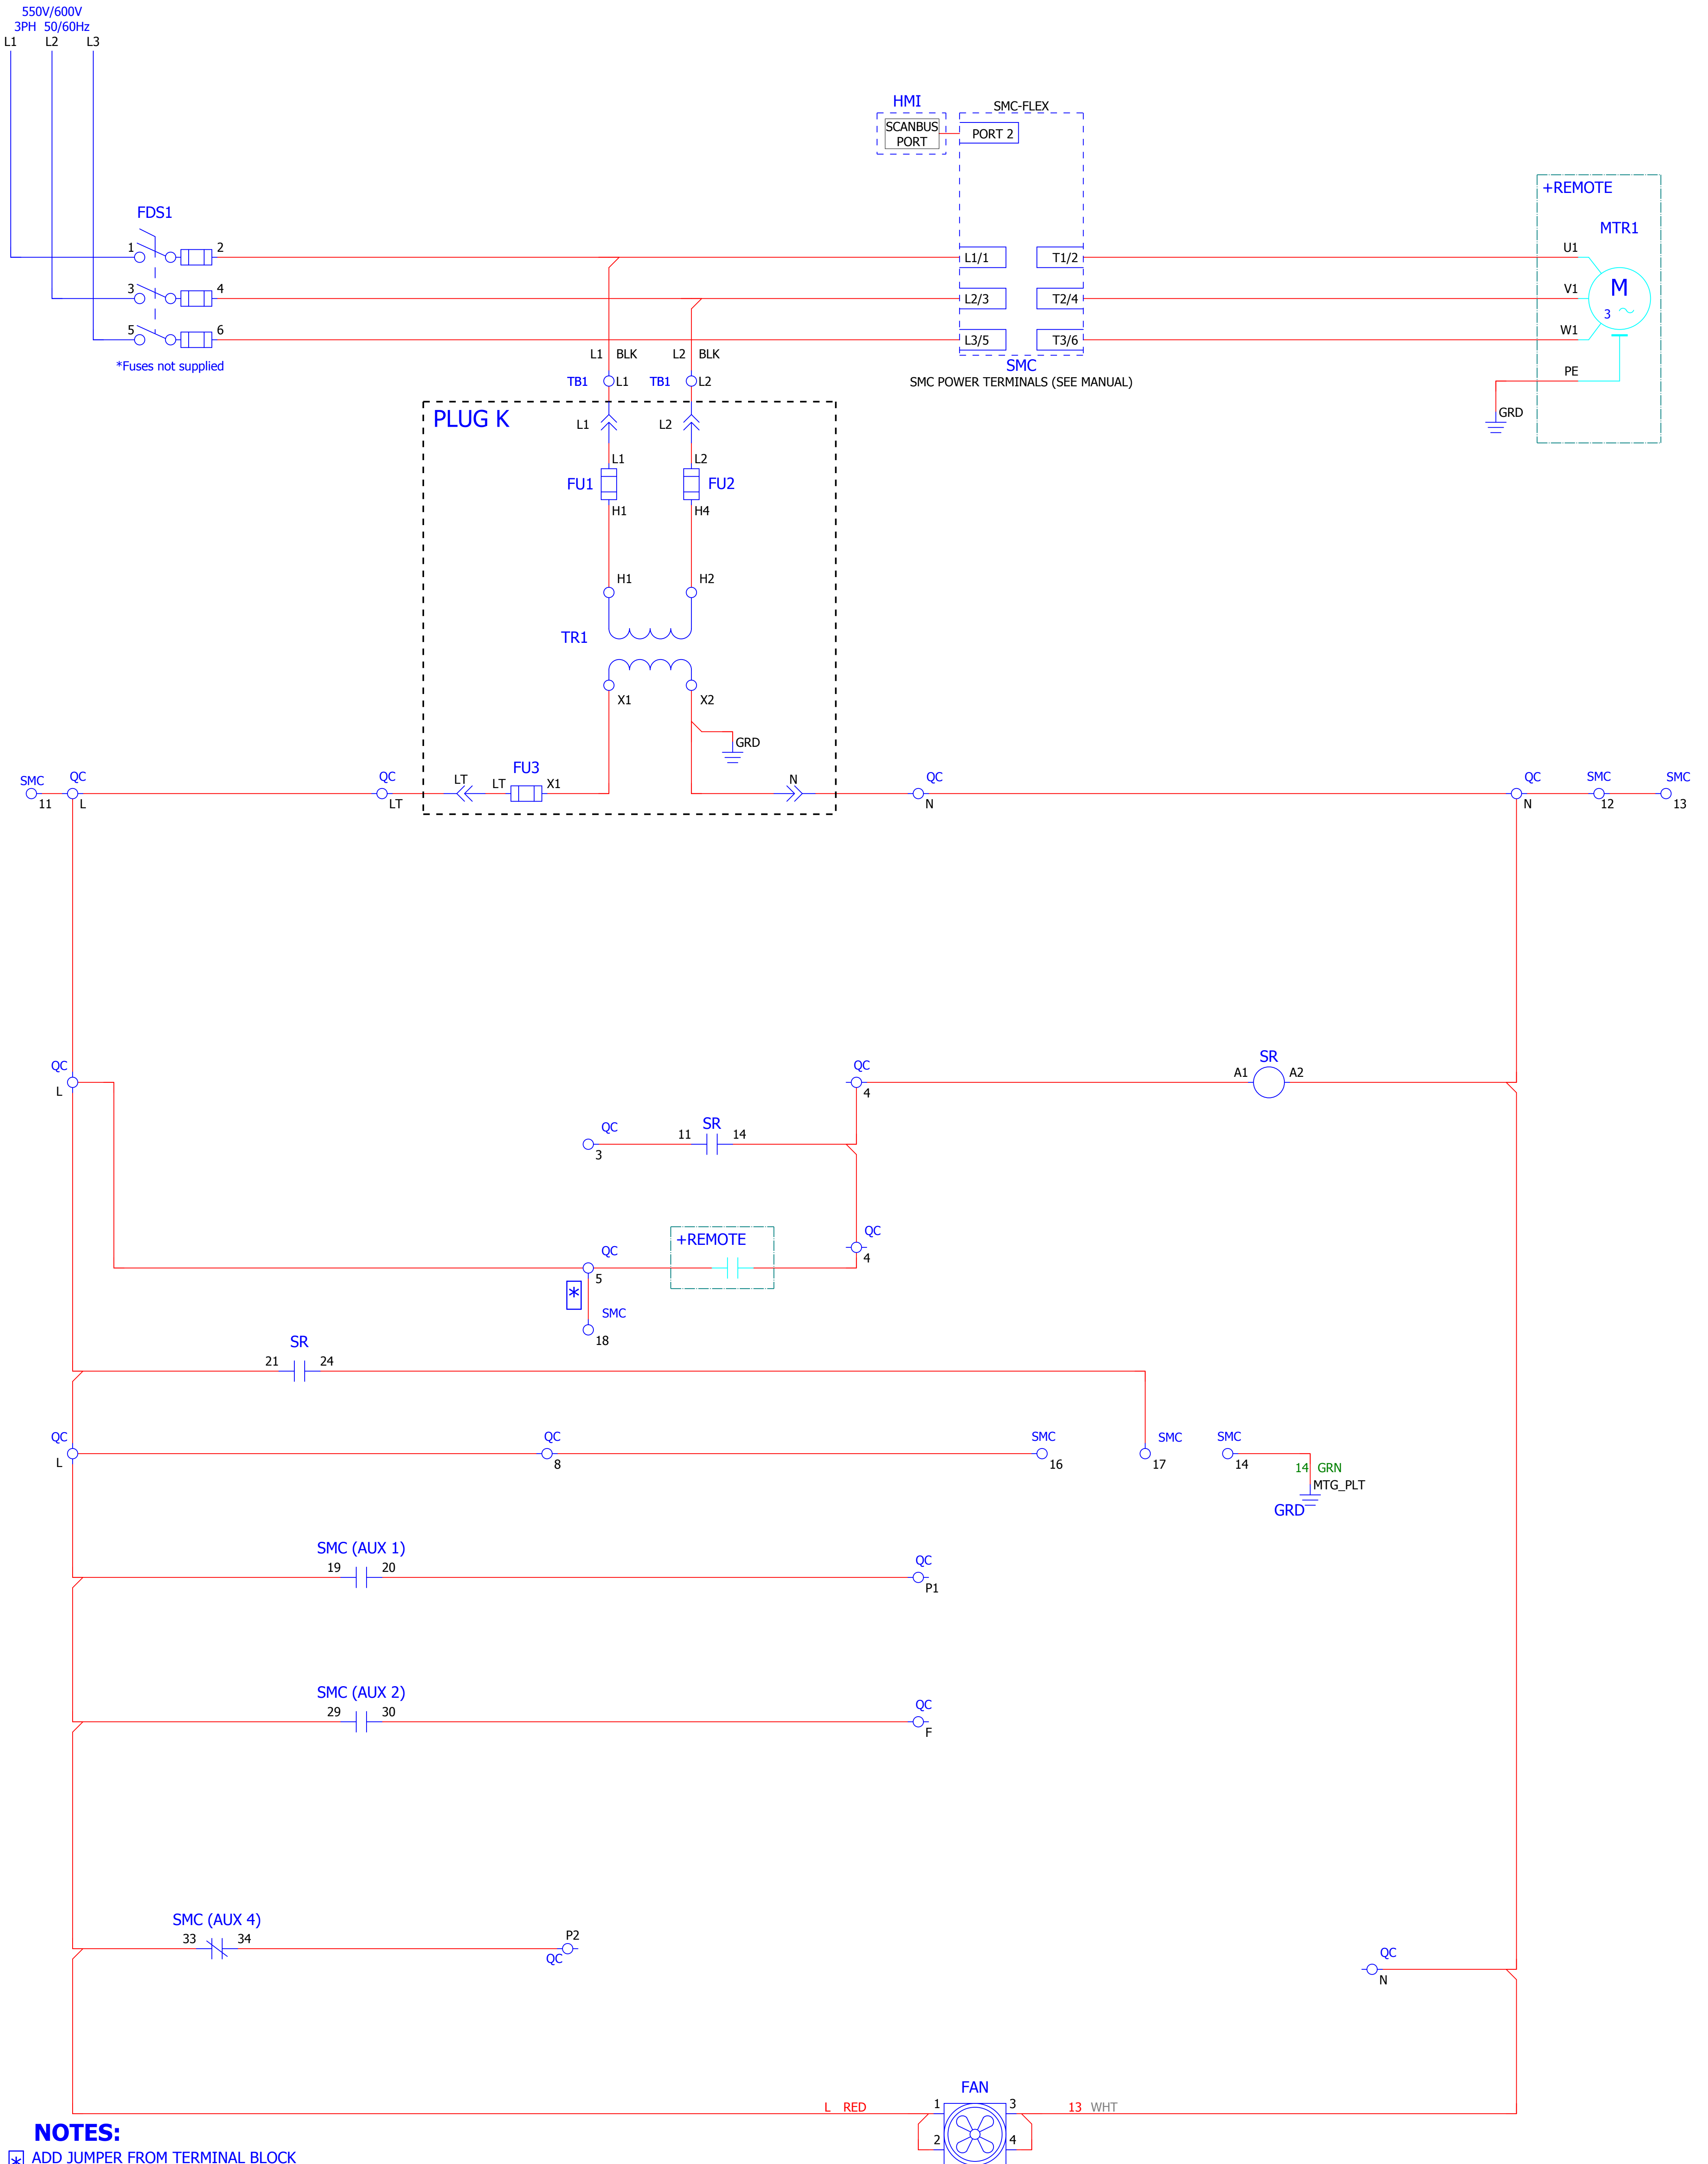 550V/600V
3PH 50/60Hz
L1 L2 L3
HMI
SCANBUS
PORT
SMC-FLEX
PORT 2
+REMOTE
MTR1
FDS1
1 2
3 4
5 6
*Fuses not supplied
L1/1 T1/2
L2/3 T2/4
L3/5 T3/6
SMC
SMC POWER TERMINALS (SEE MANUAL)
U1
V1
W1
M
3
PE
GRD
L1 BLK L2 BLK
TB1 L1 TB1 L2
PLUG K
L1 L2
L1 L2
FU1 FU2
H1 H4
H1 H2
TR1
X1 X2
GRD
FU3
LT LT X1 N
SMC QC QC QC QC SMC SMC
11 L LT N N 12 13
QC QC SR
L 4 A1 A2
QC SR
3 11 14
QC
4
+REMOTE
QC
5
*
SMC
18
SR
21 24
QC QC SMC SMC SMC
L 8 16 17 14
14 GRN
MTG_PLT
GRD
SMC (AUX 1)
19 20
QC
P1
SMC (AUX 2)
29 30
QC
F
SMC (AUX 4)
33 34
P2
QC
QC
N
FAN
L RED 1 3 13 WHT
2 4
NOTES:
* ADD JUMPER FROM TERMINAL BLOCK